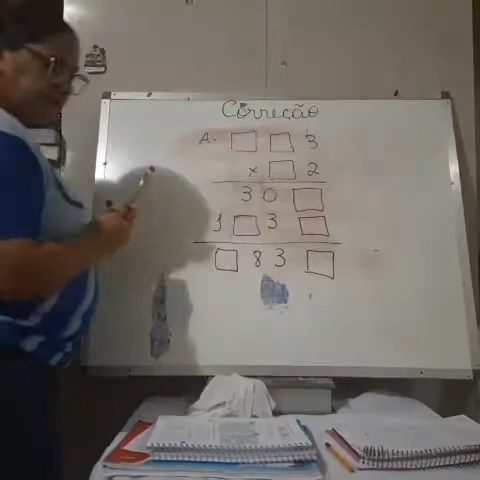 Correção
A- □ □ 3
x □ 2
3 0 □
1 □ 3 □
□ 8 3 □